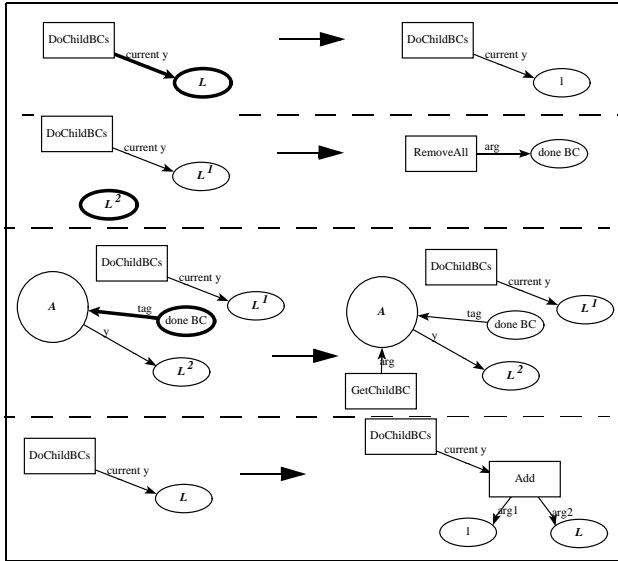 DoChildBCs
current y
L
DoChildBCs
current y
1
DoChildBCs
current y
L1
L2
RemoveAll
arg
done BC
DoChildBCs
current y
A
tag
done BC
L1
y
L2
DoChildBCs
current y
A
tag
done BC
L1
y
L2
arg
GetChildBC
DoChildBCs
current y
L
DoChildBCs
current y
Add
arg1
arg2
1
L